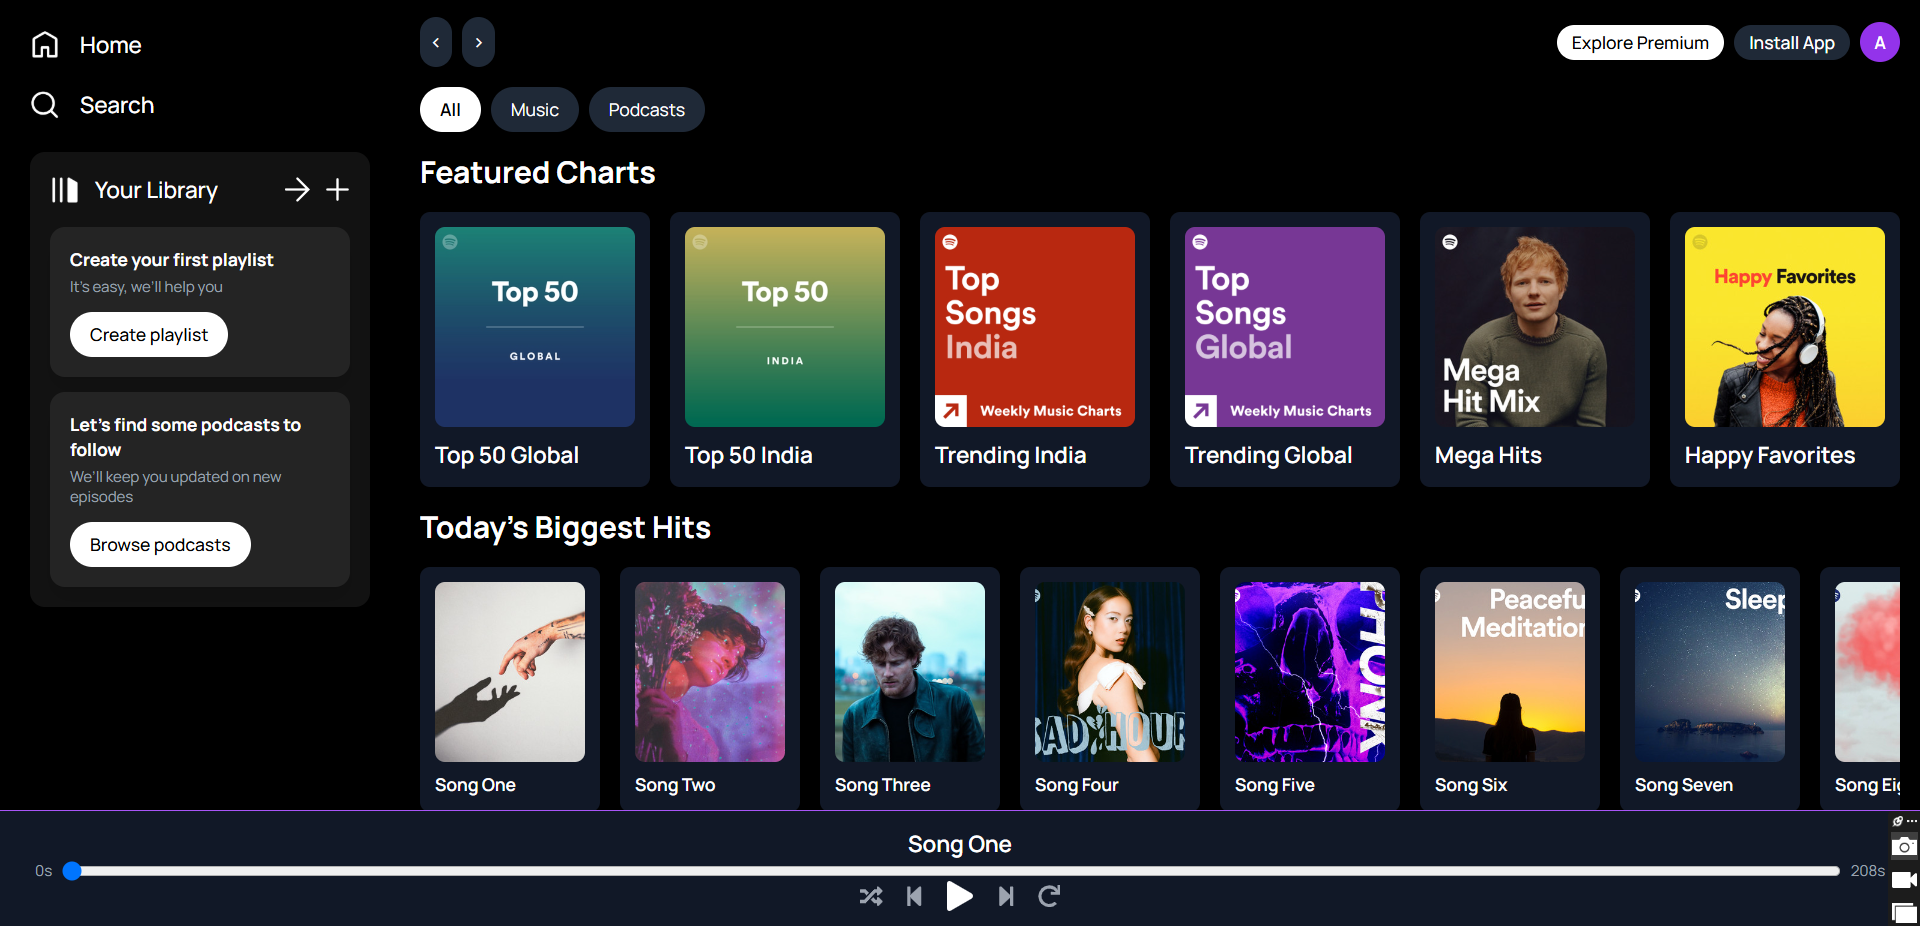 Home
Search
Your Library
Create your first playlist
It's easy, we'll help you
Create playlist
Let's find some podcasts to
follow
We'll keep you updated on new
episodes
Browse podcasts
Explore Premium
Install App
A
All
Music
Podcasts
Featured Charts
Top 50
GLOBAL
Top 50 Global
Top 50
INDIA
Top 50 India
Top
Songs
India
Weekly Music Charts
Trending India
Top
Songs
Global
Weekly Music Charts
Trending Global
Mega
Hit Mix
Mega Hits
Happy Favorites
Happy Favorites
Today's Biggest Hits
Song One
Song Two
Song Three
SAD HOUR
Song Four
PHONK
Song Five
Peacefu
Meditation
Song Six
Sleep
Song Seven
Song Eig
Song One
0s
208s